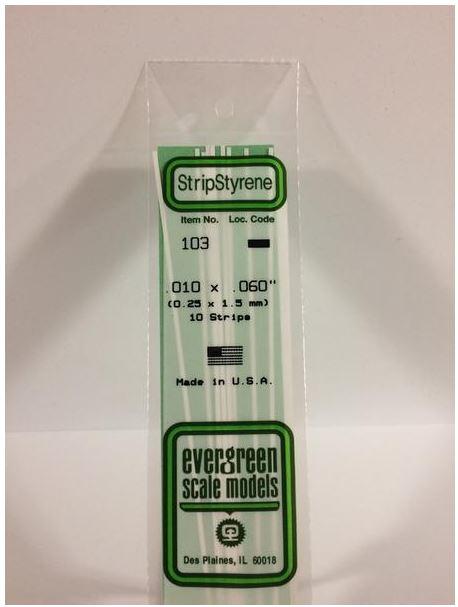 StripStyrene
Item No. Loc. Code
103
.010 x .060"
(0.25 x 1.5 mm)
10 Strips
Made in U.S.A.
evergreen
scale models
Des Plaines, IL 60018